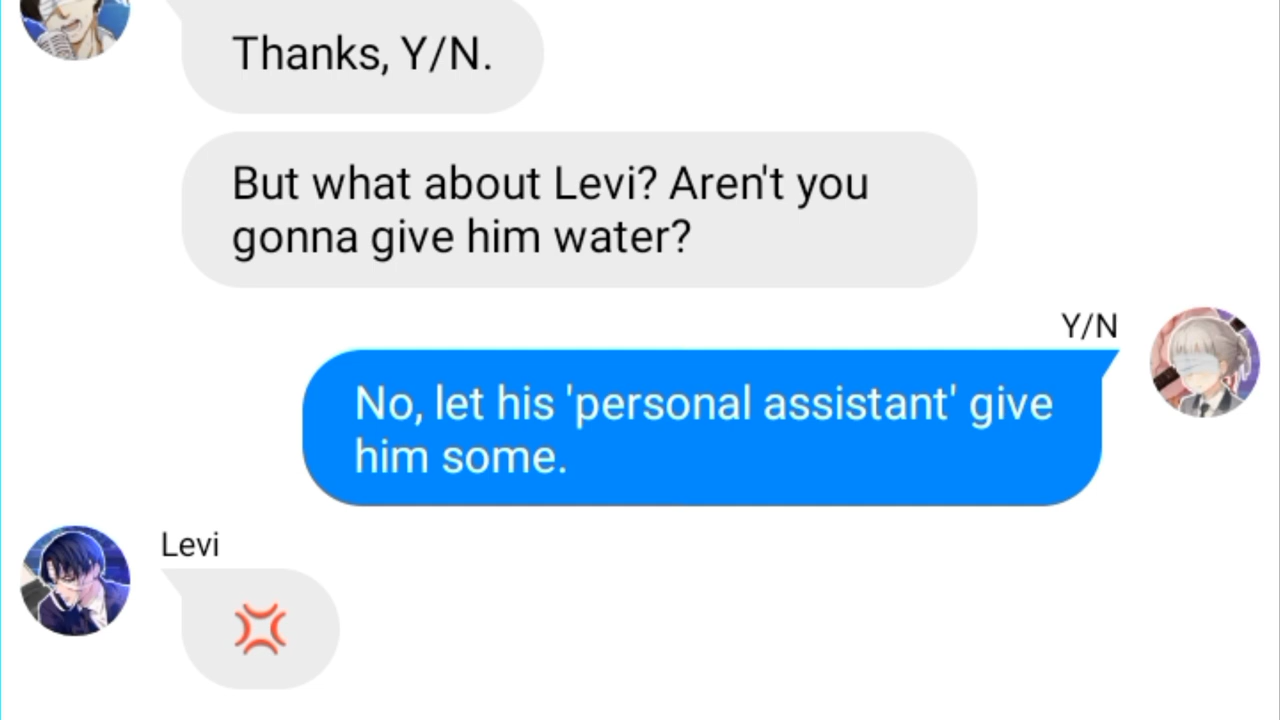 Thanks, Y/N.
But what about Levi? Aren't you
gonna give him water?
Y/N
No, let his 'personal assistant' give
him some.
Levi
💢